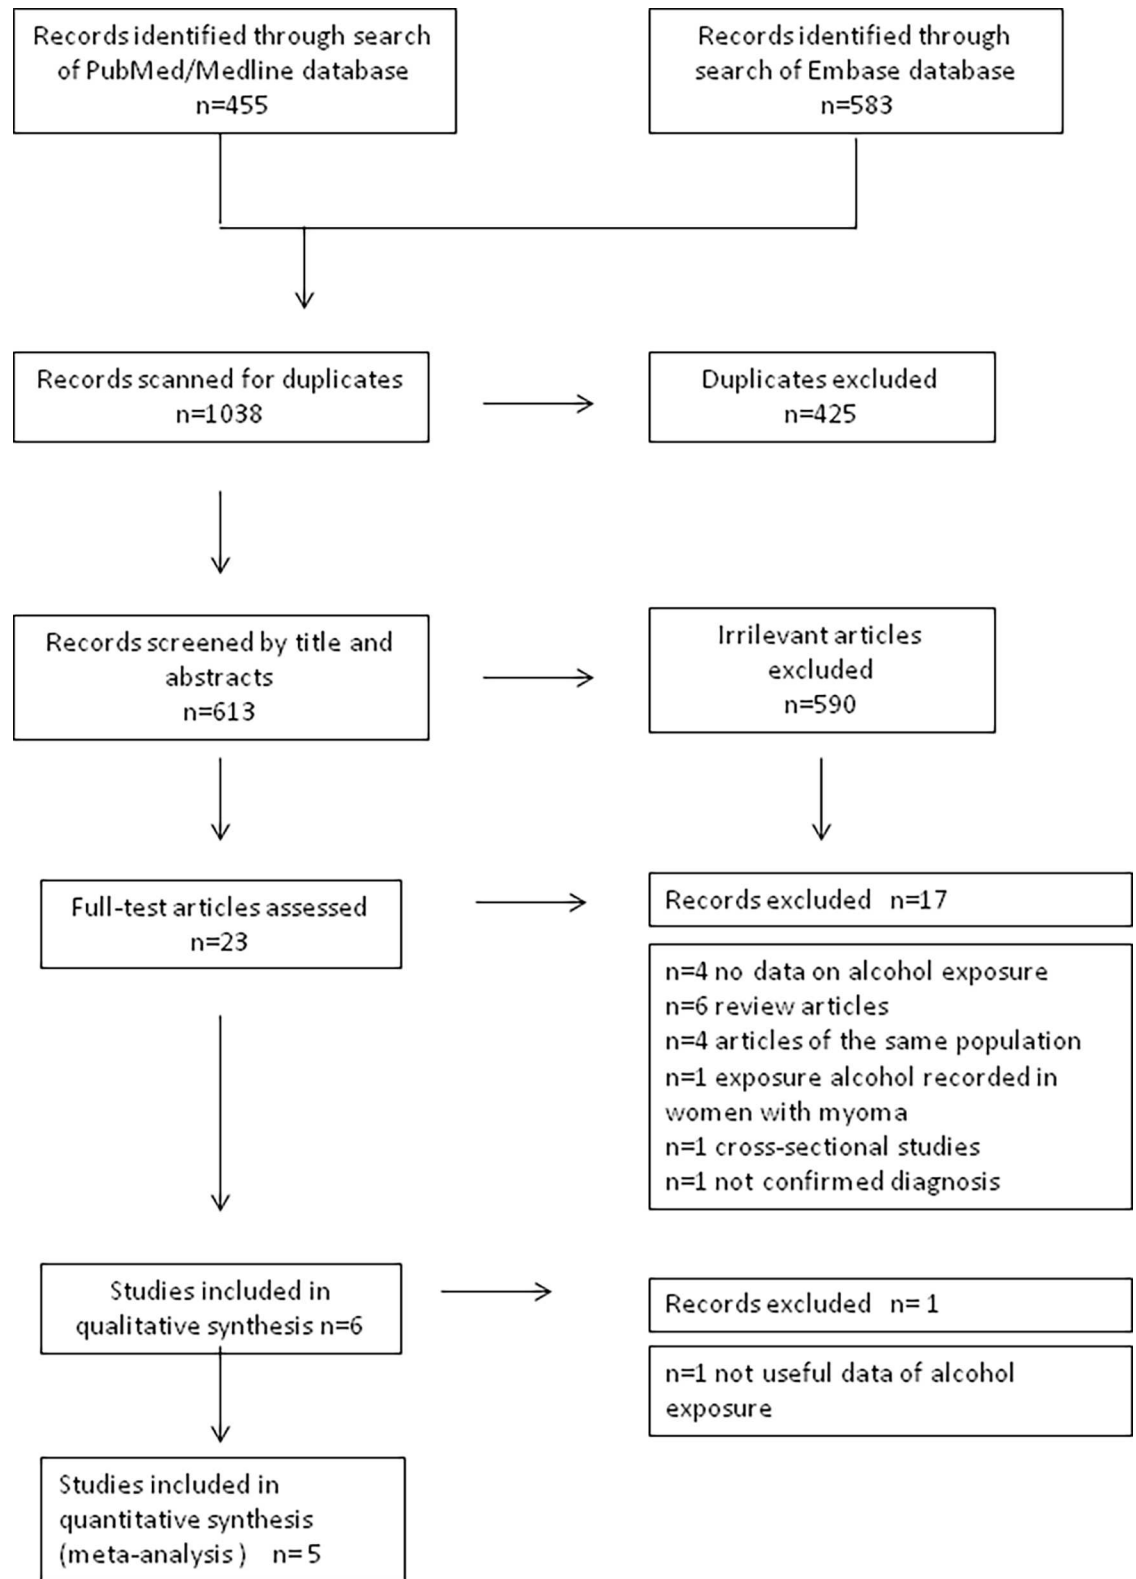 Records identified through search
of PubMed/Medline database
n=455
Records identified through
search of Embase database
n=583
Records scanned for duplicates
n=1038
Duplicates excluded
n=425
Records screened by title and
abstracts
n=613
Irrilevant articles
excluded
n=590
Full-test articles assessed
n=23
Records excluded n=17
n=4 no data on alcohol exposure
n=6 review articles
n=4 articles of the same population
n=1 exposure alcohol recorded in
women with myoma
n=1 cross-sectional studies
n=1 not confirmed diagnosis
Studies included in
qualitative synthesis n=6
Records excluded n= 1
n=1 not useful data of alcohol
exposure
Studies included in
quantitative synthesis
(meta-analysis ) n= 5